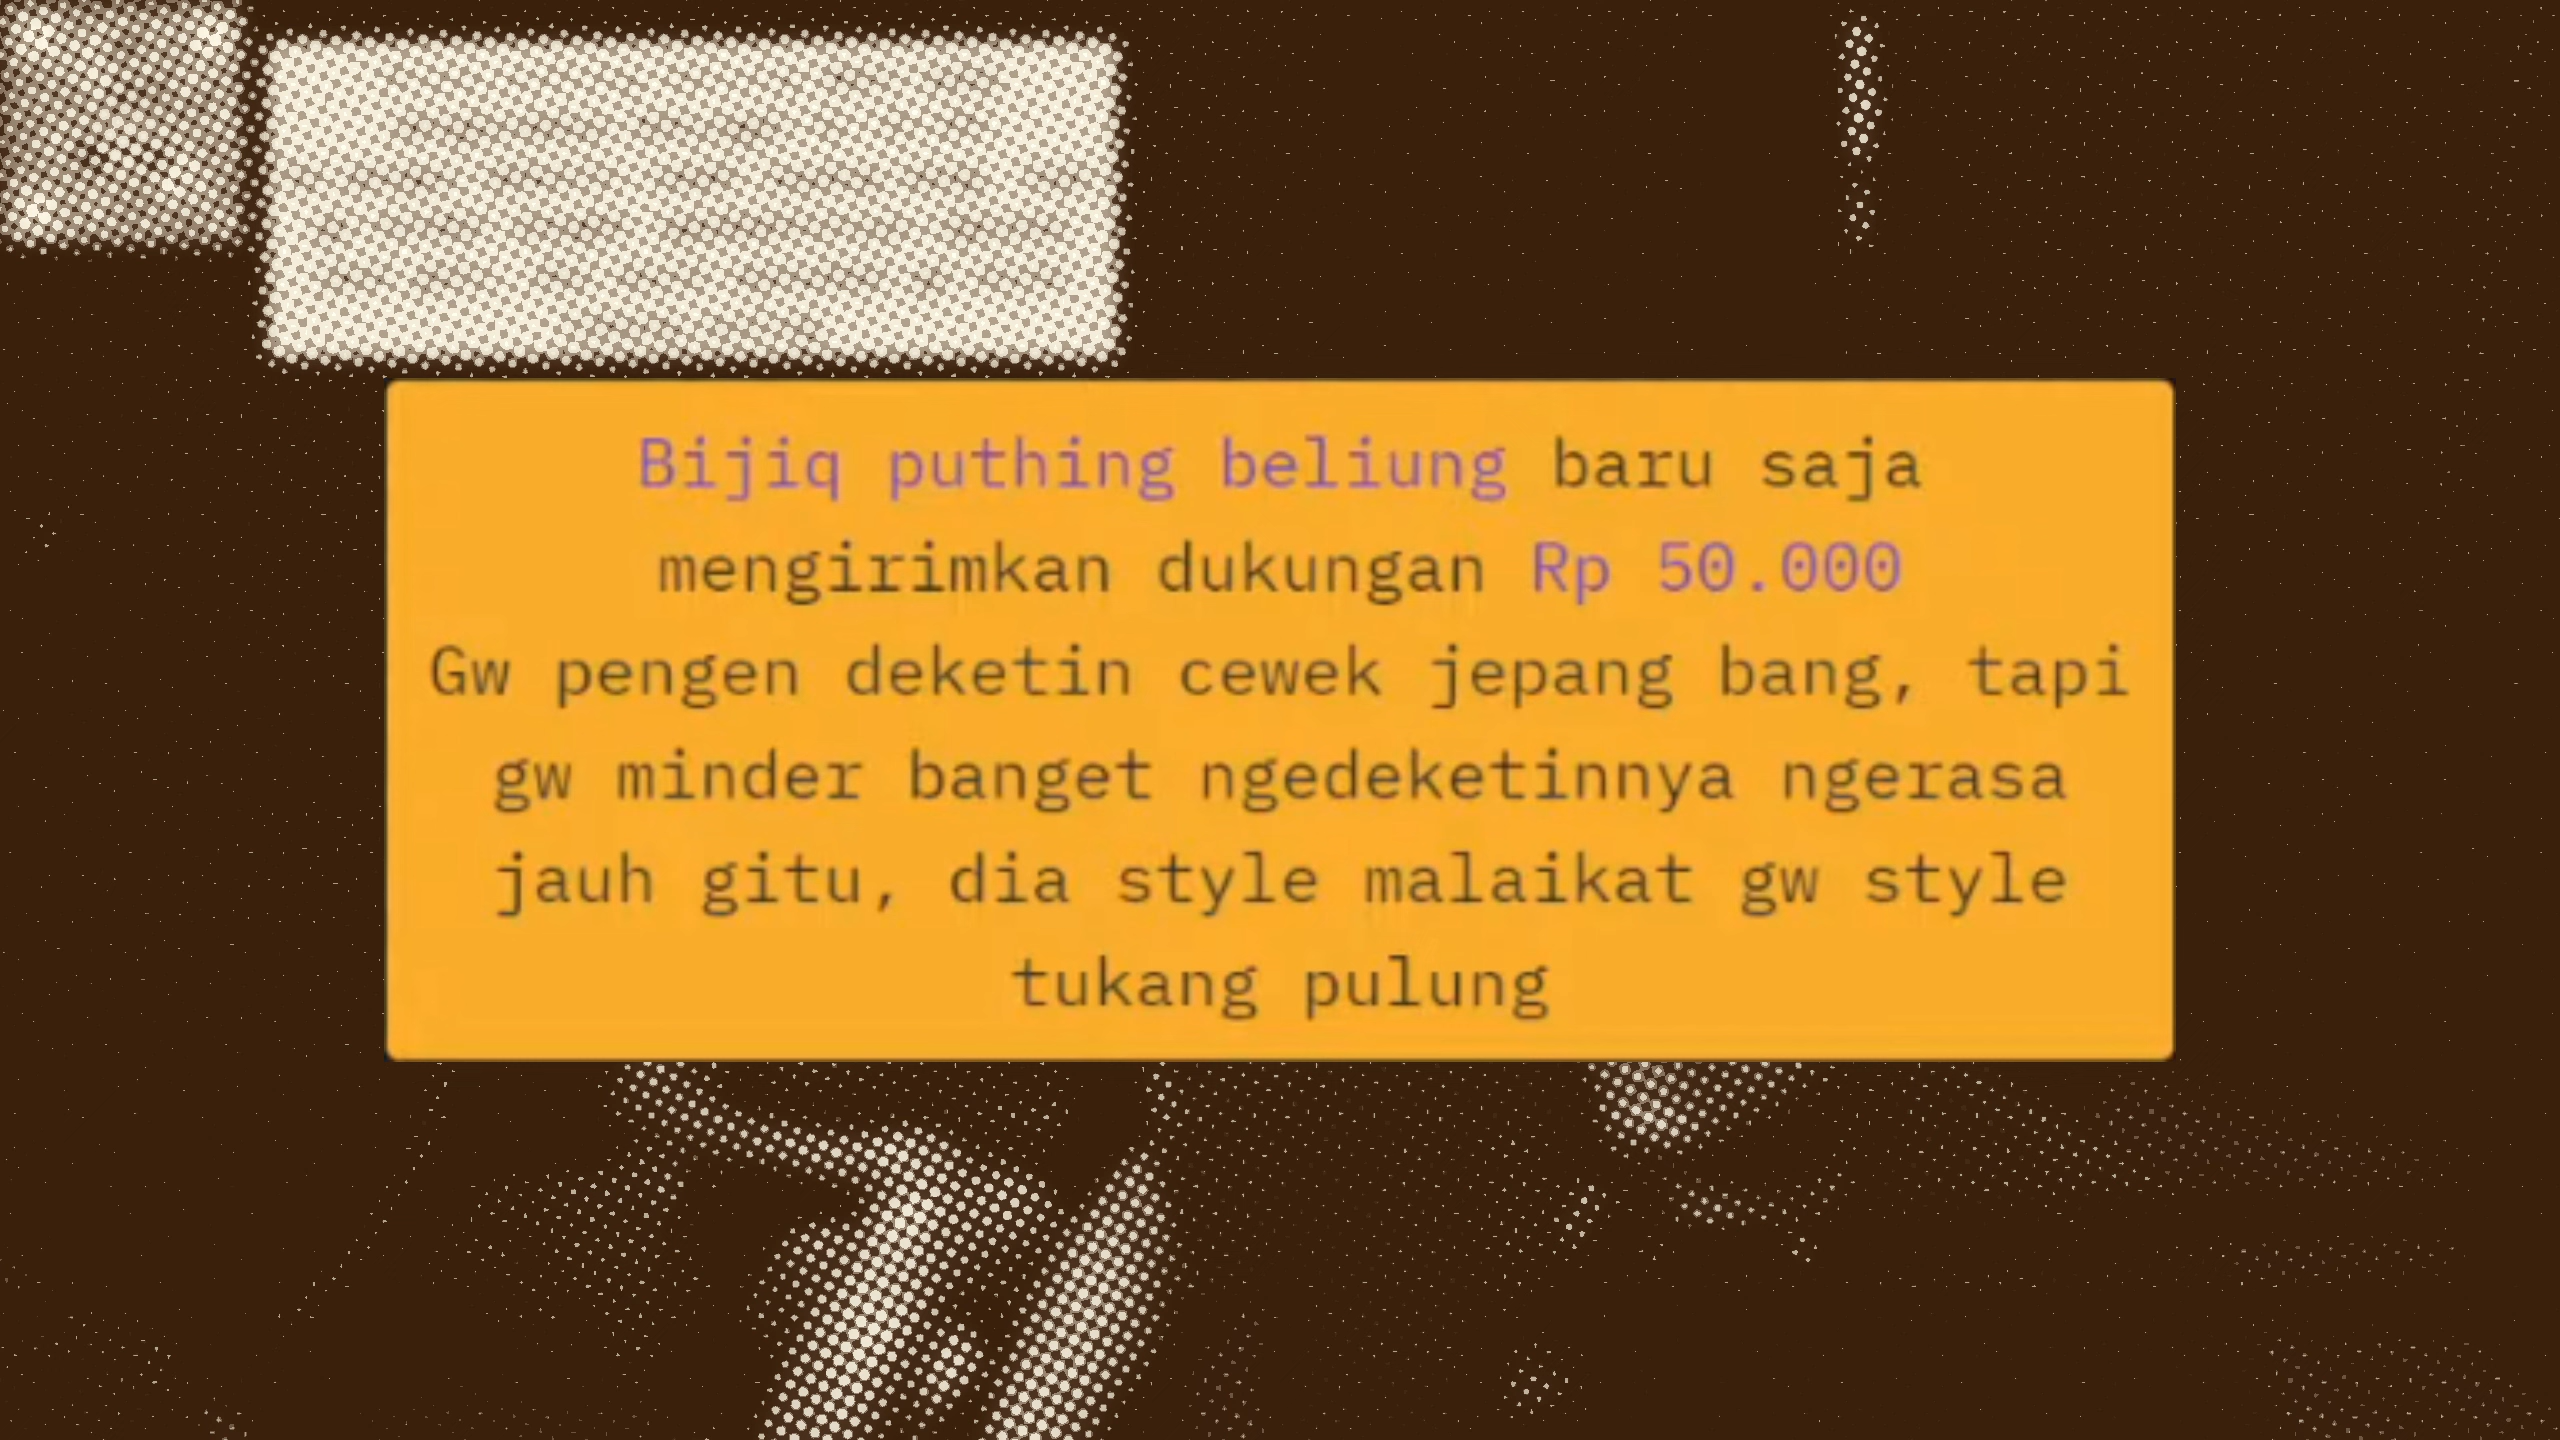 Bijiq puthing beliung baru saja
mengirimkan dukungan Rp 50.000
Gw pengen deketin cewek jepang bang, tapi
gw minder banget ngedeketinnya ngerasa
jauh gitu, dia style malaikat gw style
tukang pulung